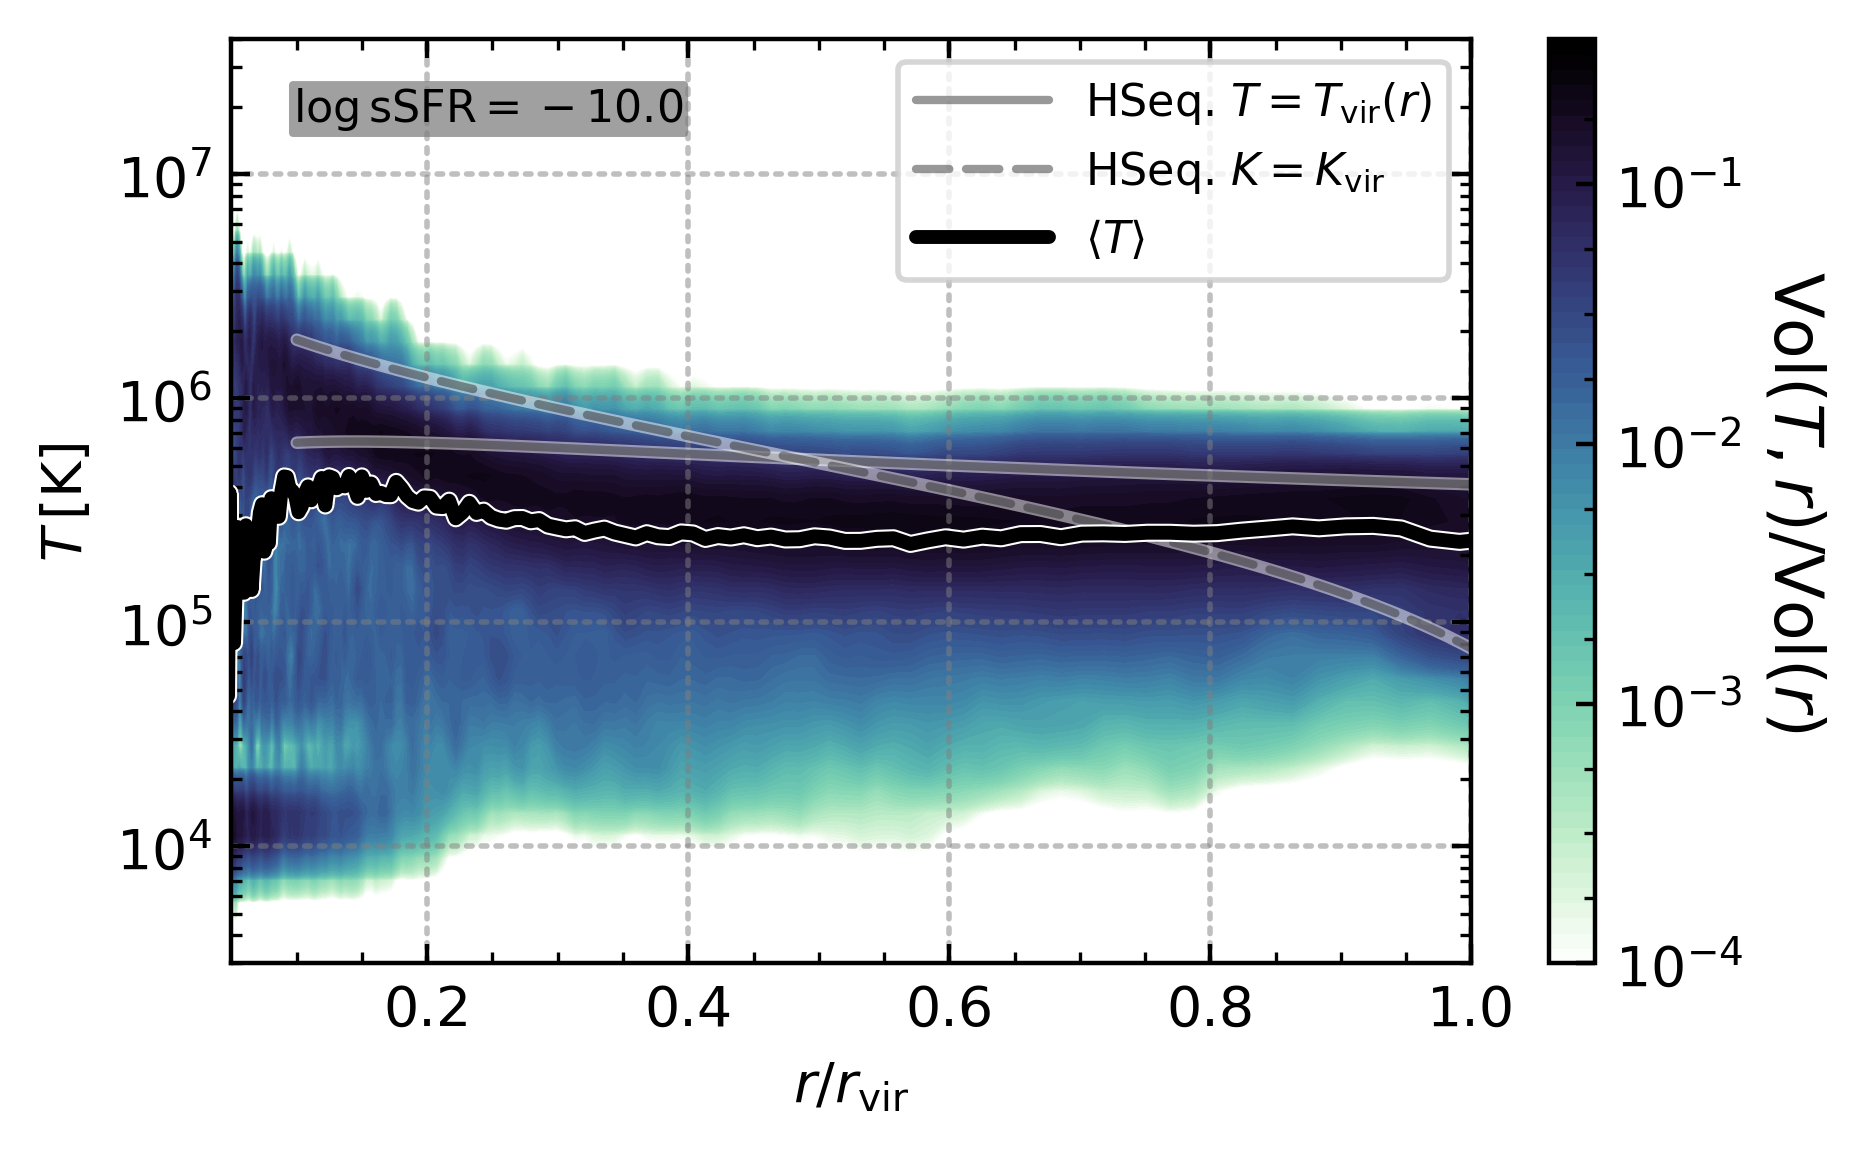 log sSFR = −10.0
HSeq. T = T_vir(r)
HSeq. K = K_vir
⟨T⟩
10^7
10^6
10^5
10^4
T [K]
0.2 0.4 0.6 0.8 1.0
r/r_vir
10^−1
10^−2
10^−3
10^−4
Vol(T, r)/Vol(r)